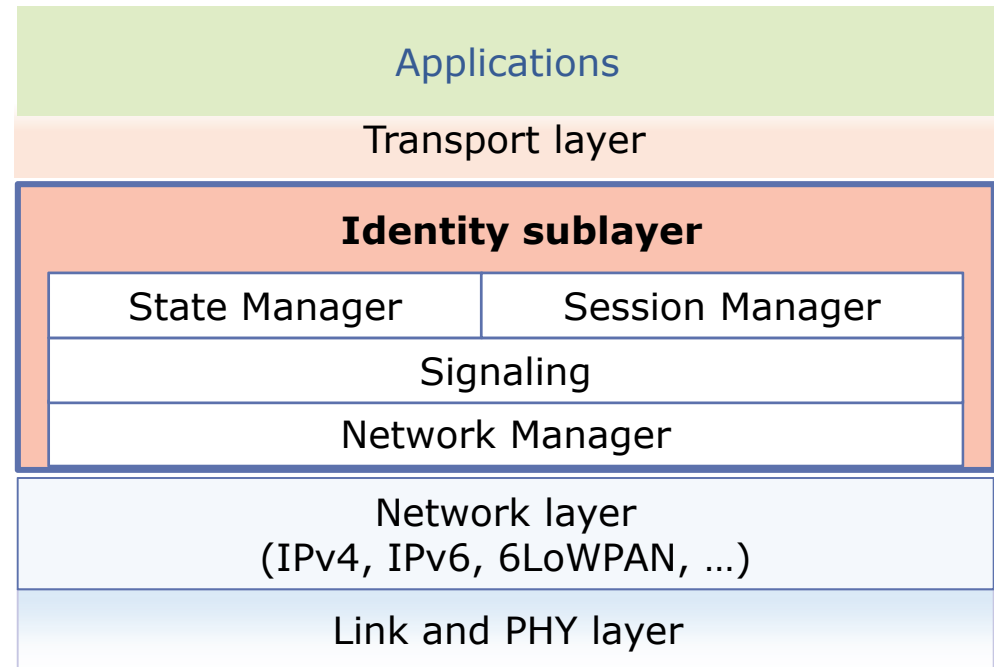 Applications
Transport layer
Identity sublayer
State Manager
Session Manager
Signaling
Network Manager
Network layer
(IPv4, IPv6, 6LoWPAN, …)
Link and PHY layer